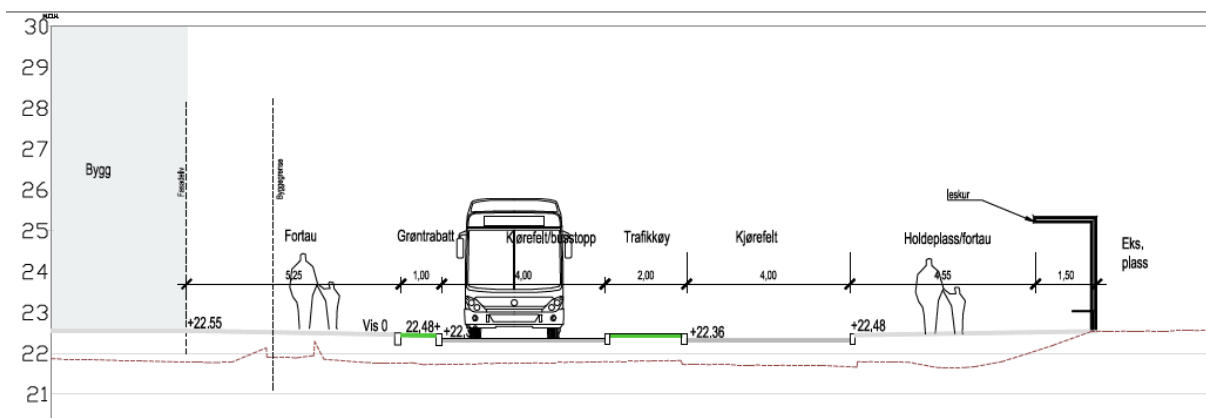 30
29
28
27
26
25
24
23
22
21
Bygg
Fasadeliv
Byggegrense
Fortau
Grøntrabatt
Kjørefelt/busstopp
Trafikkøy
Kjørefelt
Holdeplass/fortau
leskur
Eks.
plass
5,25
1,00
4,00
2,00
4,00
4,55
1,50
+22.55
Vis 0
22,48+
+22.36
+22,48